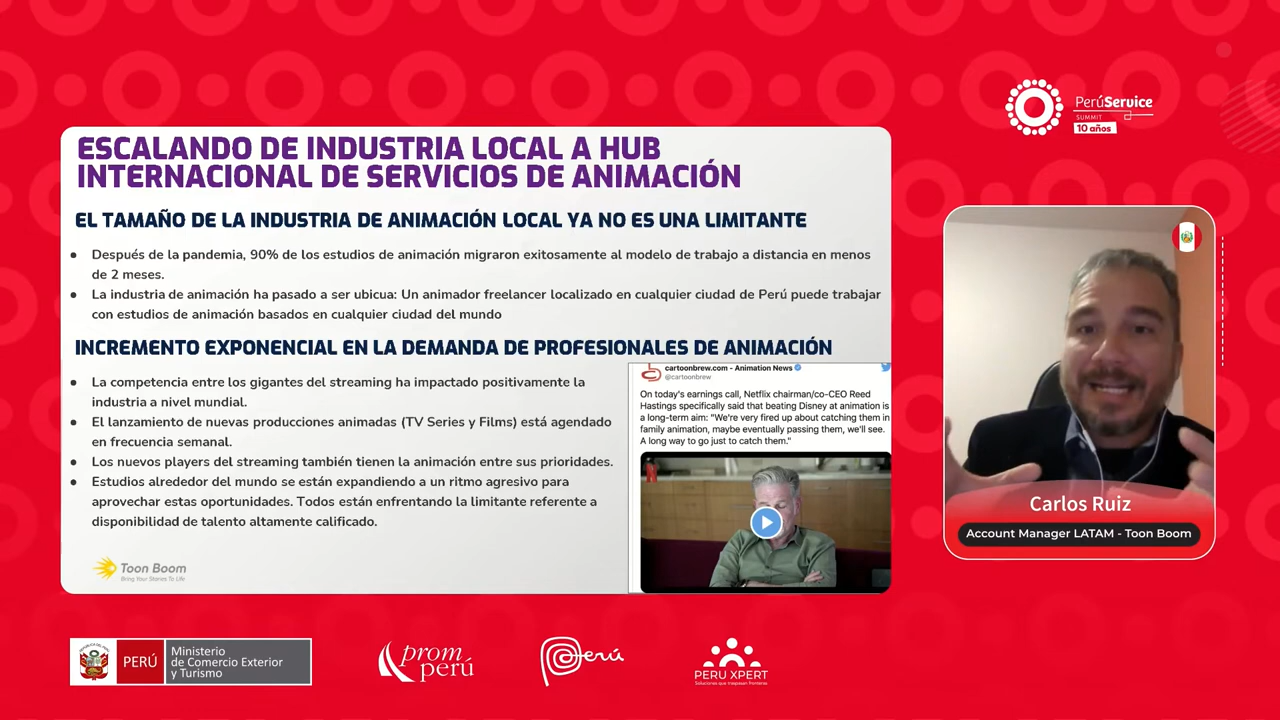 PerúService
SUMMIT
10 años
ESCALANDO DE INDUSTRIA LOCAL A HUB
INTERNACIONAL DE SERVICIOS DE ANIMACIÓN
EL TAMAÑO DE LA INDUSTRIA DE ANIMACIÓN LOCAL YA NO ES UNA LIMITANTE
● Después de la pandemia, 90% de los estudios de animación migraron exitosamente al modelo de trabajo a distancia en menos
de 2 meses.
● La industria de animación ha pasado a ser ubicua: Un animador freelancer localizado en cualquier ciudad de Perú puede trabajar
con estudios de animación basados en cualquier ciudad del mundo
INCREMENTO EXPONENCIAL EN LA DEMANDA DE PROFESIONALES DE ANIMACIÓN
● La competencia entre los gigantes del streaming ha impactado positivamente la
industria a nivel mundial.
● El lanzamiento de nuevas producciones animadas (TV Series y Films) está agendado
en frecuencia semanal.
● Los nuevos players del streaming también tienen la animación entre sus prioridades.
● Estudios alrededor del mundo se están expandiendo a un ritmo agresivo para
aprovechar estas oportunidades. Todos están enfrentando la limitante referente a
disponibilidad de talento altamente calificado.
cartoonbrew.com - Animation News
@cartoonbrew
On today's earnings call, Netflix chairman/co-CEO Reed
Hastings specifically said that beating Disney at animation is
a long-term aim: "We're very fired up about catching them in
family animation, maybe eventually passing them, we'll see.
A long way to go just to catch them."
Toon Boom
Bring Your Stories To Life
Carlos Ruiz
Account Manager LATAM - Toon Boom
PERÚ
Ministerio
de Comercio Exterior
y Turismo
prom
perú
Perú
PERU XPERT
Soluciones que traspasan fronteras